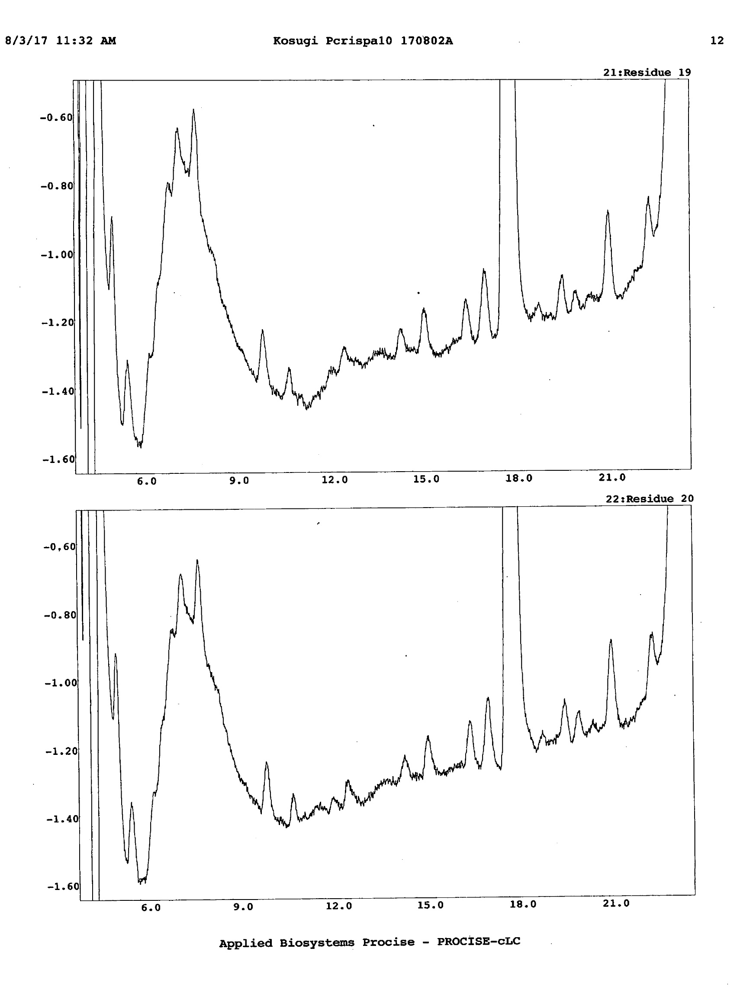 8/3/17 11:32 AM Kosugi Pcrispa10 170802A 12
21:Residue 19
-0.60
-0.80
-1.00
-1.20
-1.40
-1.60
6.0 9.0 12.0 15.0 18.0 21.0
22:Residue 20
-0.60
-0.80
-1.00
-1.20
-1.40
-1.60
6.0 9.0 12.0 15.0 18.0 21.0
Applied Biosystems Procise - PROCISE-cLC